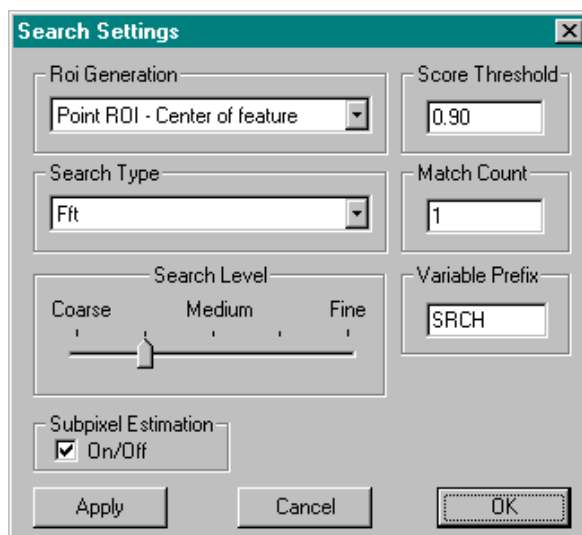 Search Settings
Roi Generation
Point ROI - Center of feature
Score Threshold
0.90
Search Type
Fft
Match Count
1
Search Level
Coarse Medium Fine
Variable Prefix
SRCH
Subpixel Estimation
On/Off
Apply Cancel OK